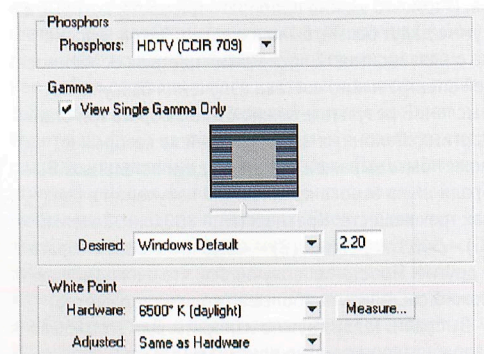 Phosphors
Phosphors: HDTV (CCIR 709)
Gamma
View Single Gamma Only
Desired: Windows Default 2.20
White Point
Hardware: 6500° K (daylight) Measure...
Adjusted: Same as Hardware